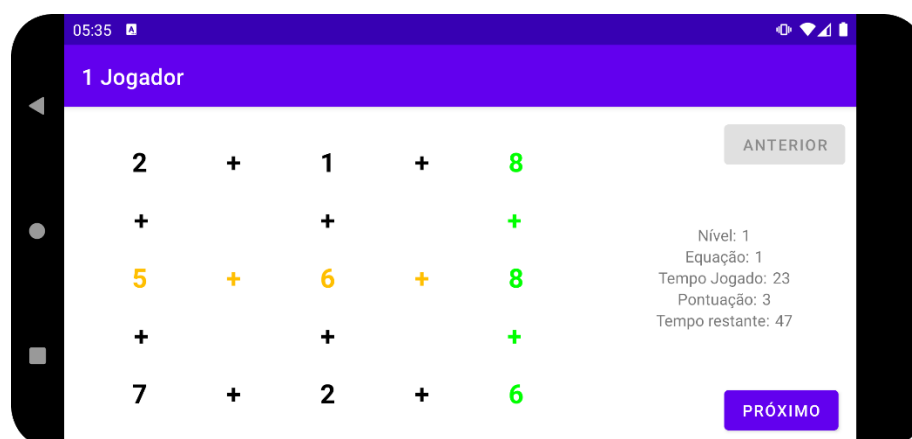 05:35
1 Jogador
2 + 1 + 8
+ + +
5 + 6 + 8
+ + +
7 + 2 + 6
ANTERIOR
Nível: 1
Equação: 1
Tempo Jogado: 23
Pontuação: 3
Tempo restante: 47
PRÓXIMO